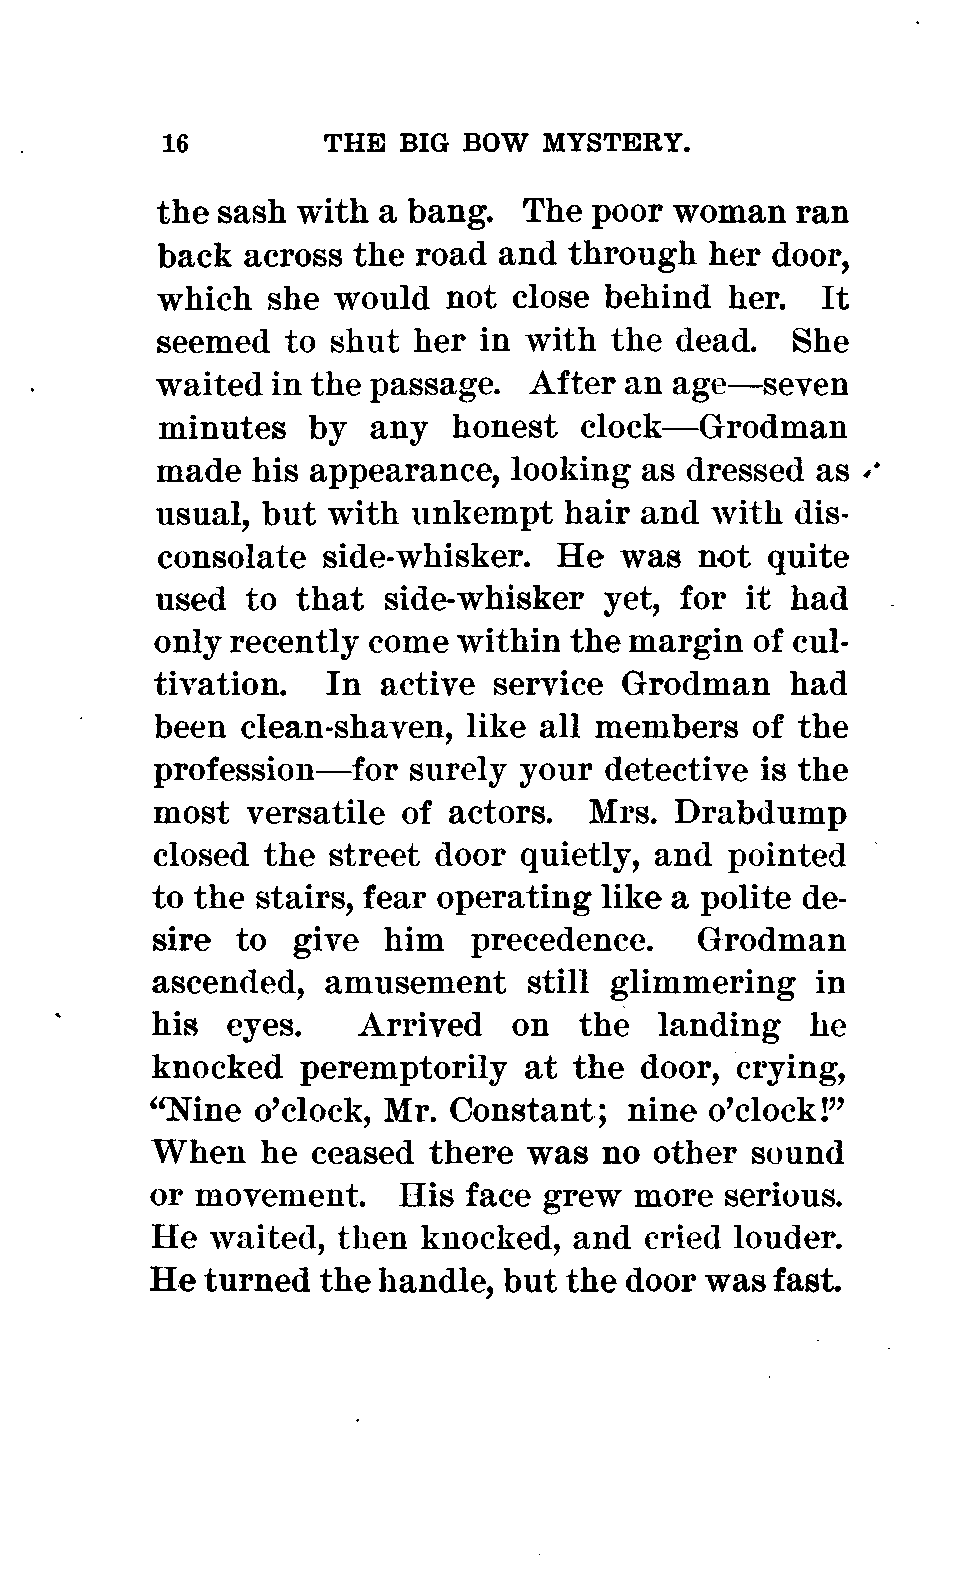 16 THE BIG BOW MYSTERY.
the sash with a bang. The poor woman ran
back across the road and through her door,
which she would not close behind her. It
seemed to shut her in with the dead. She
waited in the passage. After an age—seven
minutes by any honest clock—Grodman
made his appearance, looking as dressed as
usual, but with unkempt hair and with dis-
consolate side-whisker. He was not quite
used to that side-whisker yet, for it had
only recently come within the margin of cul-
tivation. In active service Grodman had
been clean-shaven, like all members of the
profession—for surely your detective is the
most versatile of actors. Mrs. Drabdump
closed the street door quietly, and pointed
to the stairs, fear operating like a polite de-
sire to give him precedence. Grodman
ascended, amusement still glimmering in
his eyes. Arrived on the landing he
knocked peremptorily at the door, crying,
“Nine o’clock, Mr. Constant; nine o’clock!”
When he ceased there was no other sound
or movement. His face grew more serious.
He waited, then knocked, and cried louder.
He turned the handle, but the door was fast.